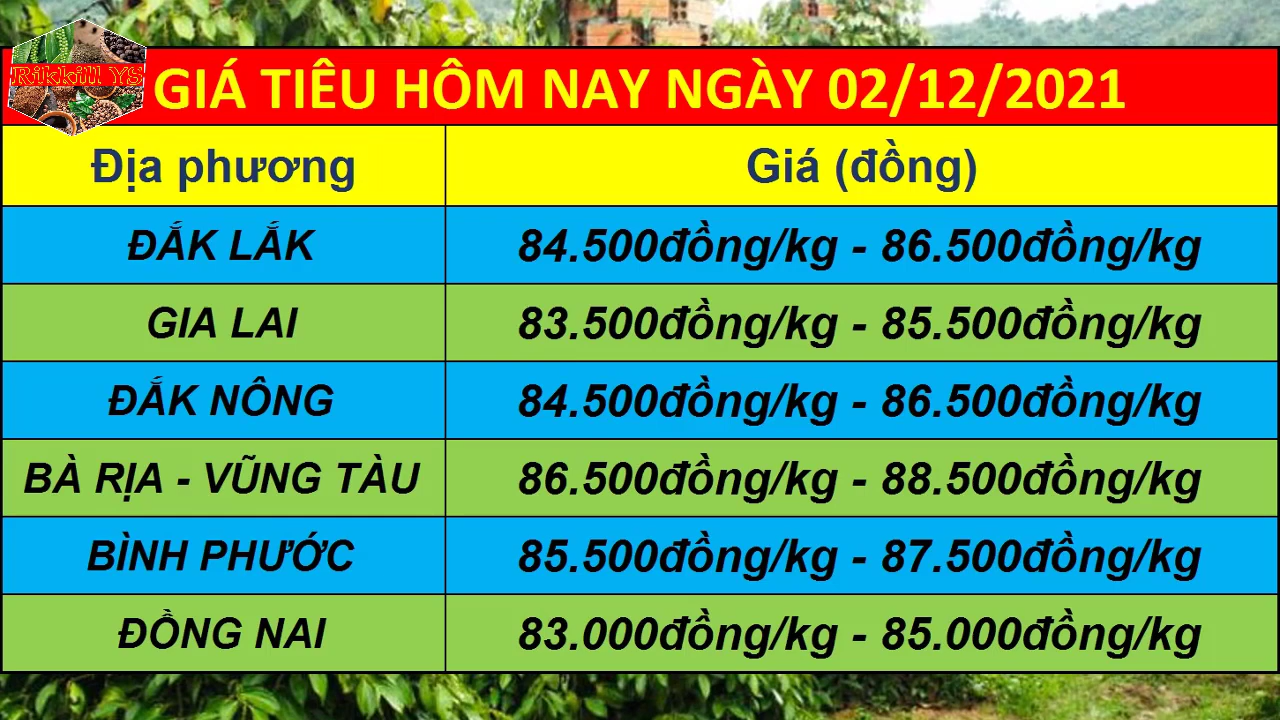 Rikkill YS
GIÁ TIÊU HÔM NAY NGÀY 02/12/2021
Địa phương Giá (đồng)
ĐẮK LẮK 84.500đồng/kg - 86.500đồng/kg
GIA LAI 83.500đồng/kg - 85.500đồng/kg
ĐẮK NÔNG 84.500đồng/kg - 86.500đồng/kg
BÀ RỊA - VŨNG TÀU 86.500đồng/kg - 88.500đồng/kg
BÌNH PHƯỚC 85.500đồng/kg - 87.500đồng/kg
ĐỒNG NAI 83.000đồng/kg - 85.000đồng/kg